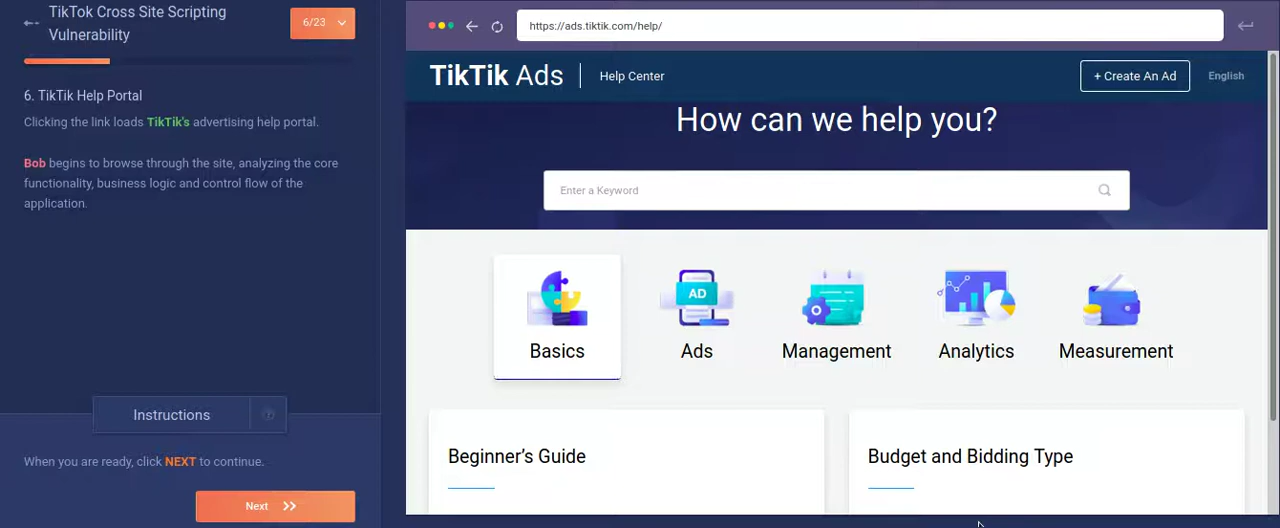 TikTok Cross Site Scripting
Vulnerability
6/23
6. TikTik Help Portal
Clicking the link loads TikTik's advertising help portal.
Bob begins to browse through the site, analyzing the core
functionality, business logic and control flow of the
application.
Instructions
When you are ready, click NEXT to continue.
Next
https://ads.tiktik.com/help/
TikTik Ads
Help Center
+ Create An Ad
English
How can we help you?
Enter a Keyword
AD
Basics
Ads
Management
Analytics
Measurement
Beginner's Guide
Budget and Bidding Type